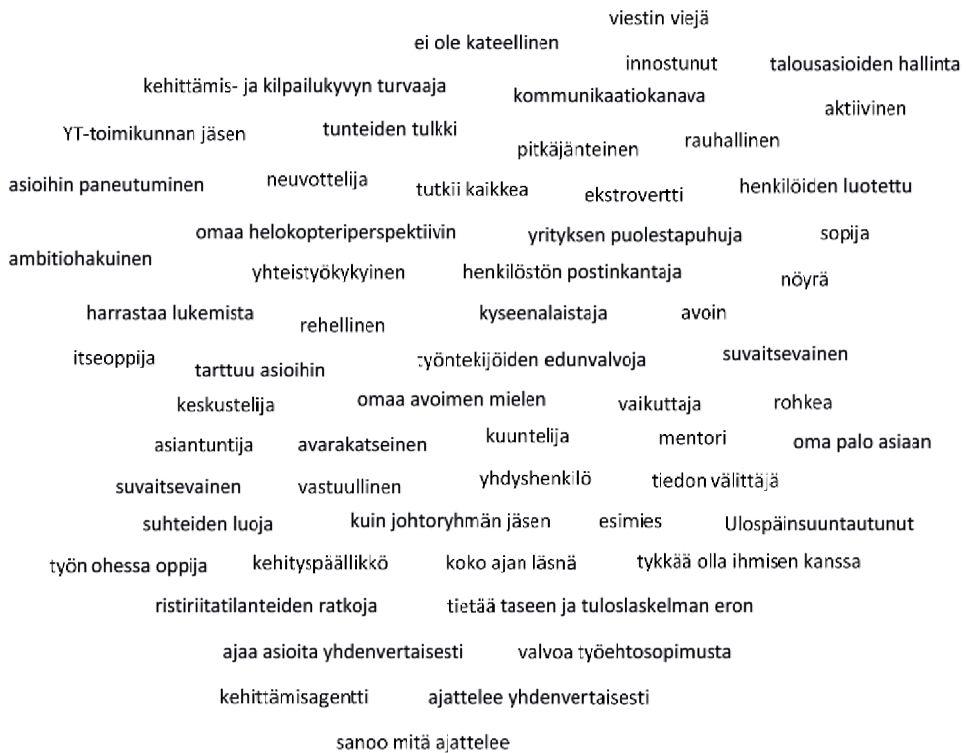 viestin viejä
ei ole kateellinen
innostunut talousasioiden hallinta
kehittämis- ja kilpailukyvyn turvaaja kommunikaatiokanava aktiivinen
YT-toimikunnan jäsen tunteiden tulkki pitkäjänteinen rauhallinen
asioihin paneutuminen neuvottelija tutkii kaikkea ekstrovertti henkilöiden luotettu
omaa helokopteriperspektiivin yrityksen puolestapuhuja sopija
ambitiohakuinen yhteistyökykyinen henkilöstön postinkantaja nöyrä
harrastaa lukemista rehellinen kyseenalaistaja avoin
itseoppija tarttuu asioihin työntekijöiden edunvalvoja suvaitsevainen
keskustelija omaa avoimen mielen vaikuttaja rohkea
asiantuntija avarakatseinen kuuntelija mentori oma palo asiaan
suvaitsevainen vastuullinen yhdyshenkilö tiedon välittäjä
suhteiden luoja kuin johtoryhmän jäsen esimies Ulospäinsuuntautunut
työn ohessa oppija kehityspäällikkö koko ajan läsnä tykkää olla ihmisen kanssa
ristiriitatilanteiden ratkoja tietää taseen ja tuloslaskelman eron
ajaa asioita yhdenvertaisesti valvoa työehtosopimusta
kehittämisagentti ajattelee yhdenvertaisesti
sanoo mitä ajattelee